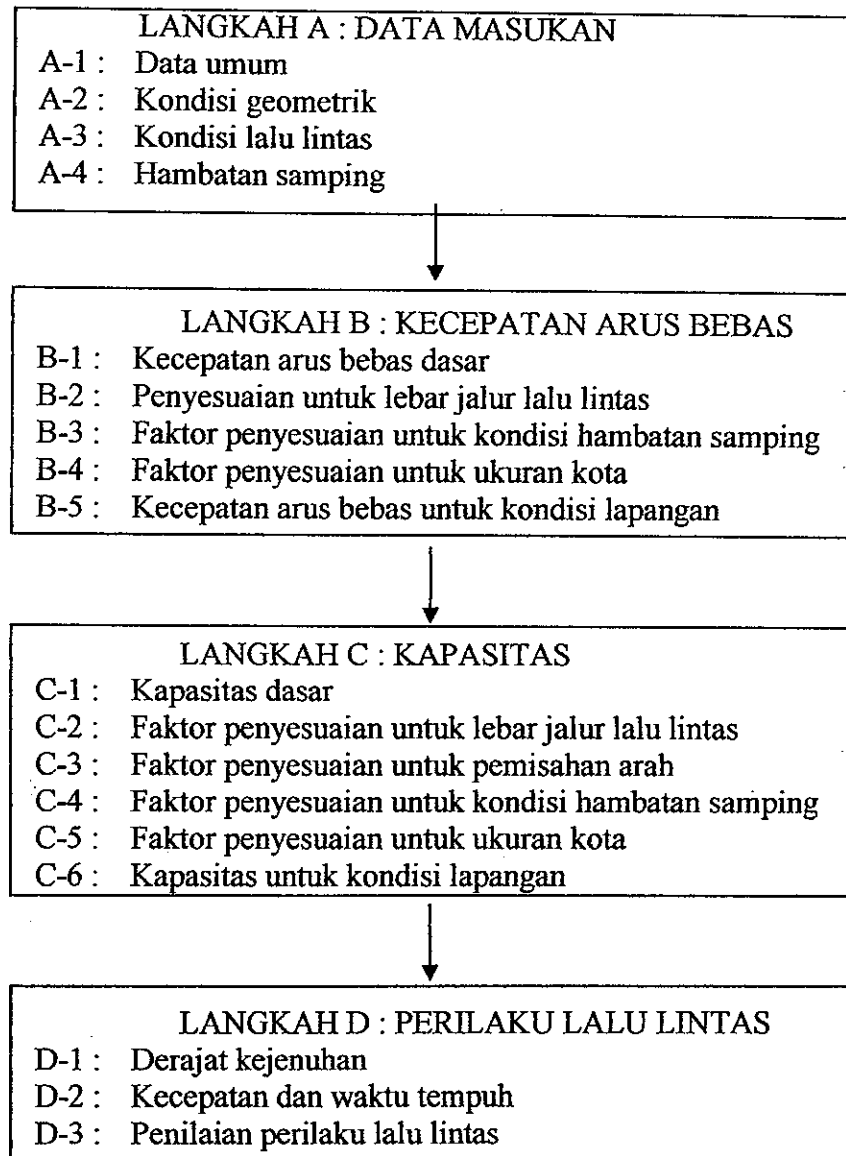 LANGKAH A : DATA MASUKAN
A-1 : Data umum
A-2 : Kondisi geometrik
A-3 : Kondisi lalu lintas
A-4 : Hambatan samping
LANGKAH B : KECEPATAN ARUS BEBAS
B-1 : Kecepatan arus bebas dasar
B-2 : Penyesuaian untuk lebar jalur lalu lintas
B-3 : Faktor penyesuaian untuk kondisi hambatan samping
B-4 : Faktor penyesuaian untuk ukuran kota
B-5 : Kecepatan arus bebas untuk kondisi lapangan
LANGKAH C : KAPASITAS
C-1 : Kapasitas dasar
C-2 : Faktor penyesuaian untuk lebar jalur lalu lintas
C-3 : Faktor penyesuaian untuk pemisahan arah
C-4 : Faktor penyesuaian untuk kondisi hambatan samping
C-5 : Faktor penyesuaian untuk ukuran kota
C-6 : Kapasitas untuk kondisi lapangan
LANGKAH D : PERILAKU LALU LINTAS
D-1 : Derajat kejenuhan
D-2 : Kecepatan dan waktu tempuh
D-3 : Penilaian perilaku lalu lintas